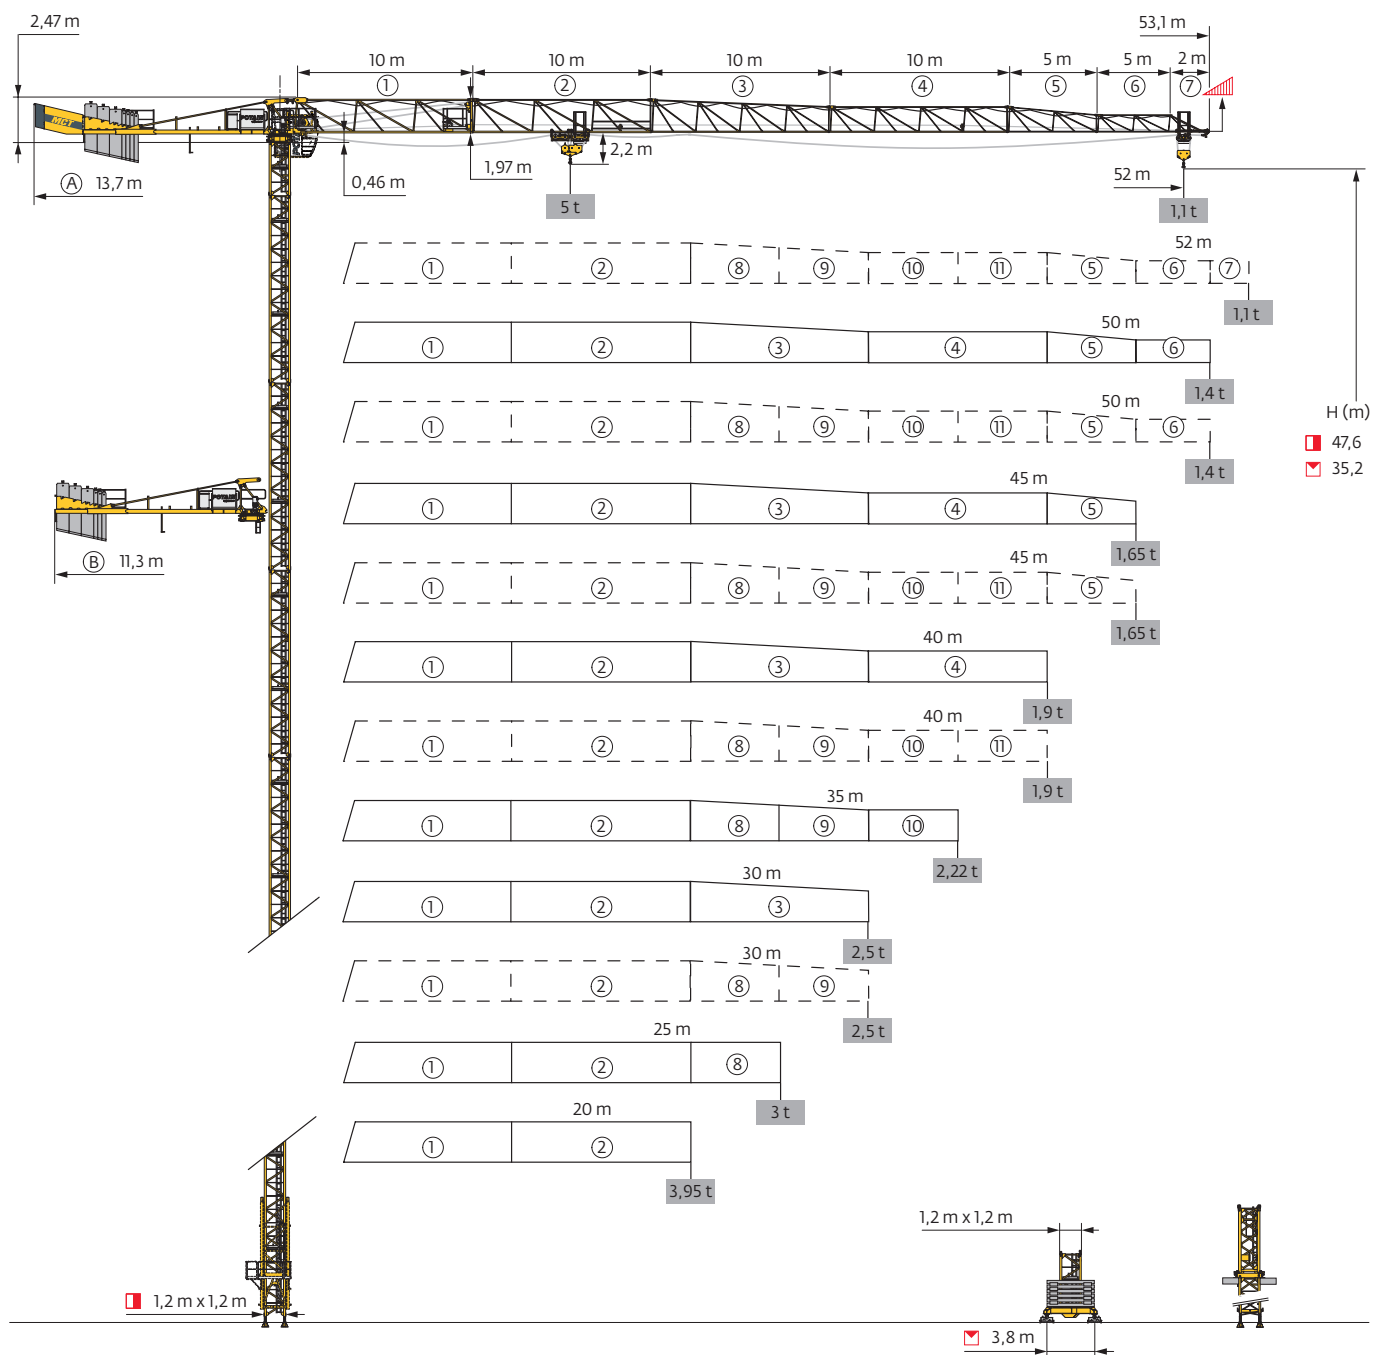 2,47 m
53,1 m
10 m 10 m 10 m 10 m 5 m 5 m 2 m
① ② ③ ④ ⑤ ⑥ ⑦
MCT
POTAIN
Ⓐ 13,7 m
0,46 m
1,97 m
2,2 m
52 m
5 t
1,1 t
52 m
① ② ⑧ ⑨ ⑩ ⑪ ⑤ ⑥ ⑦
1,1 t
50 m
① ② ③ ④ ⑤ ⑥
1,4 t
50 m
① ② ⑧ ⑨ ⑩ ⑪ ⑤ ⑥
1,4 t
H (m)
47,6
35,2
45 m
① ② ③ ④ ⑤
1,65 t
POTAIN
Ⓑ 11,3 m
45 m
① ② ⑧ ⑨ ⑩ ⑪ ⑤
1,65 t
40 m
① ② ③ ④
1,9 t
40 m
① ② ⑧ ⑨ ⑩ ⑪
1,9 t
35 m
① ② ⑧ ⑨ ⑩
2,22 t
30 m
① ② ③
2,5 t
30 m
① ② ⑧ ⑨
2,5 t
25 m
① ② ⑧
3 t
20 m
① ②
3,95 t
1,2 m x 1,2 m
1,2 m x 1,2 m
3,8 m